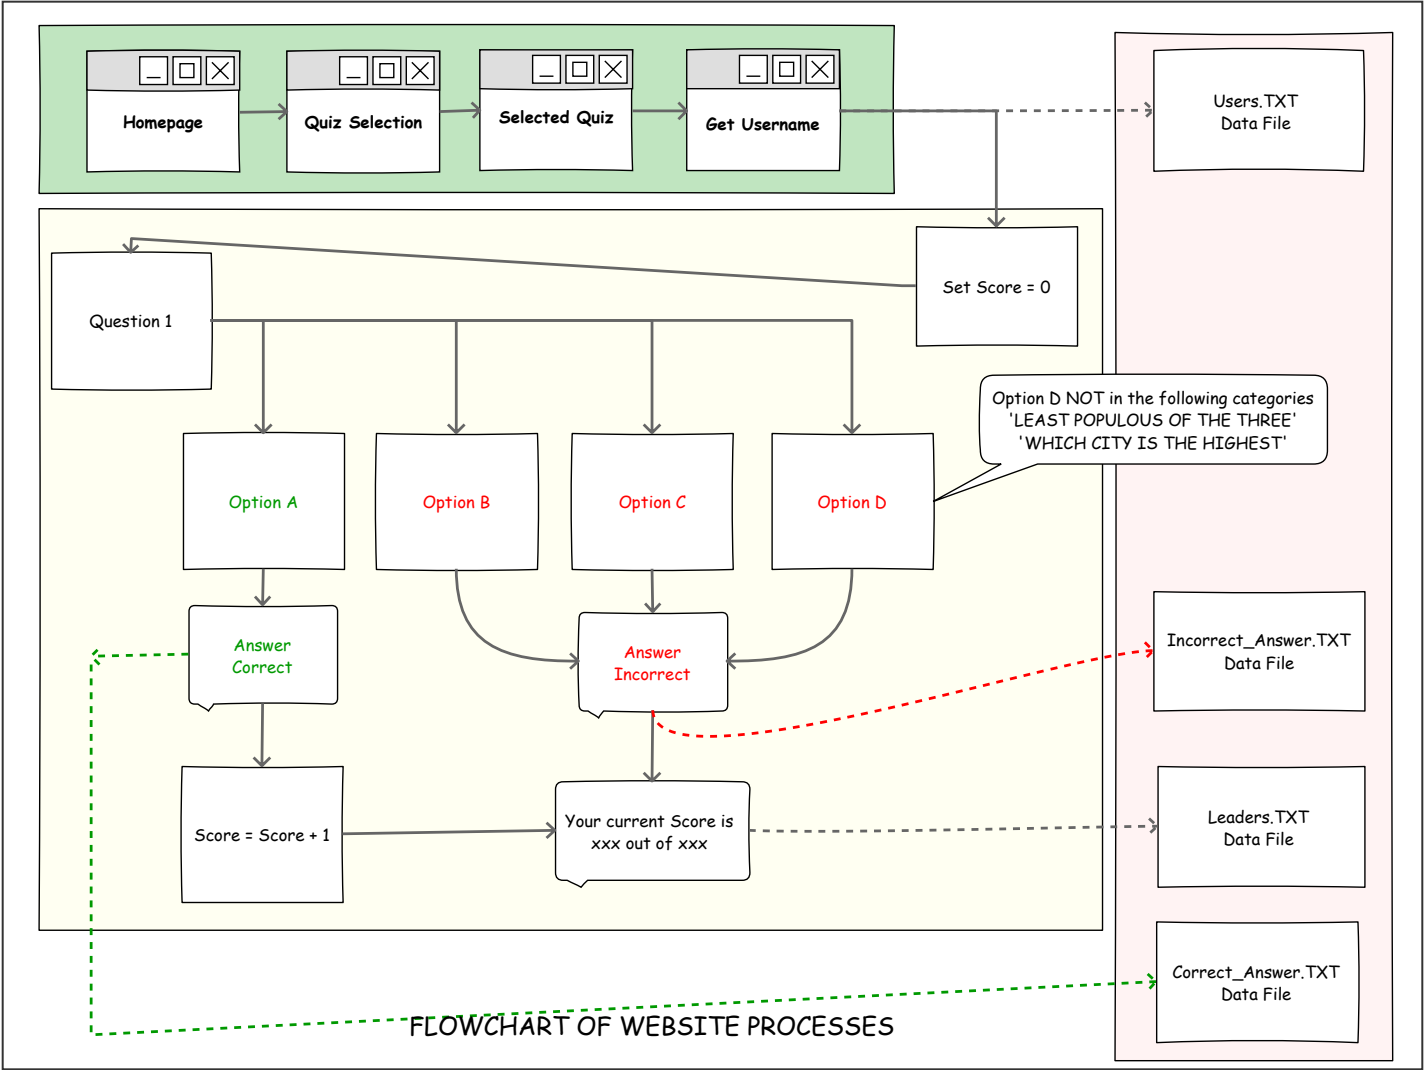 Homepage
Quiz Selection
Selected Quiz
Get Username
Users.TXT
Data File
Set Score = 0
Question 1
Option D NOT in the following categories
'LEAST POPULOUS OF THE THREE'
'WHICH CITY IS THE HIGHEST'
Option A
Option B
Option C
Option D
Answer
Correct
Answer
Incorrect
Incorrect_Answer.TXT
Data File
Score = Score + 1
Your current Score is
xxx out of xxx
Leaders.TXT
Data File
Correct_Answer.TXT
Data File
FLOWCHART OF WEBSITE PROCESSES